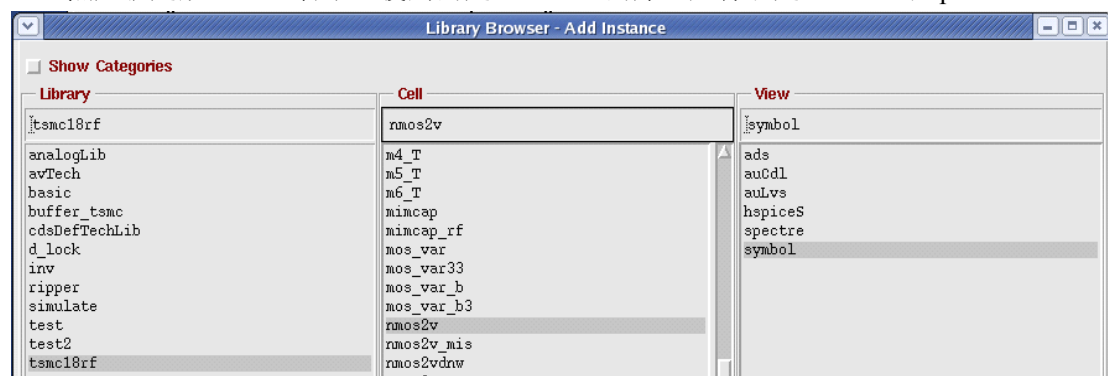 Library Browser - Add Instance
Show Categories
Library
Cell
View
tsmc18rf
nmos2v
symbol
analogLib
avTech
basic
buffer_tsmc
cdsDefTechLib
d_lock
inv
ripper
simulate
test
test2
tsmc18rf
m4_T
m5_T
m6_T
mimcap
mimcap_rf
mos_var
mos_var33
mos_var_b
mos_var_b3
nmos2v
nmos2v_mis
nmos2vdnw
ads
auCdl
auLvs
hspiceS
spectre
symbol